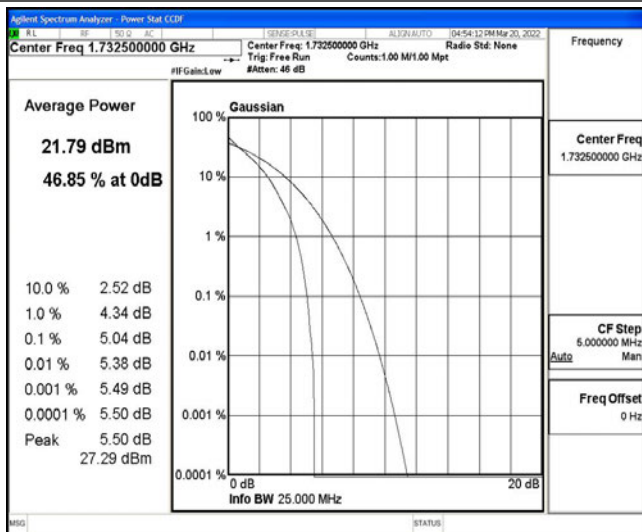 Agilent Spectrum Analyzer - Power Stat CCDF
RL RF 50 Ω AC SENSE:PULSE ALIGN AUTO 04:54:12 PM Mar 20, 2022
Center Freq 1.732500000 GHz
Center Freq: 1.732500000 GHz Radio Std: None
Trig: Free Run Counts:1.00 M/1.00 Mpt
#IFGain:Low #Atten: 46 dB
Frequency
Average Power
21.79 dBm
46.85 % at 0dB
10.0 % 2.52 dB
1.0 % 4.34 dB
0.1 % 5.04 dB
0.01 % 5.38 dB
0.001 % 5.49 dB
0.0001 % 5.50 dB
Peak 5.50 dB
27.29 dBm
Gaussian
100 %
10 %
1 %
0.1 %
0.01 %
0.001 %
0.0001 %
0 dB 20 dB
Info BW 25.000 MHz
Center Freq
1.732500000 GHz
CF Step
5.000000 MHz
Auto Man
Freq Offset
0 Hz
MSG STATUS